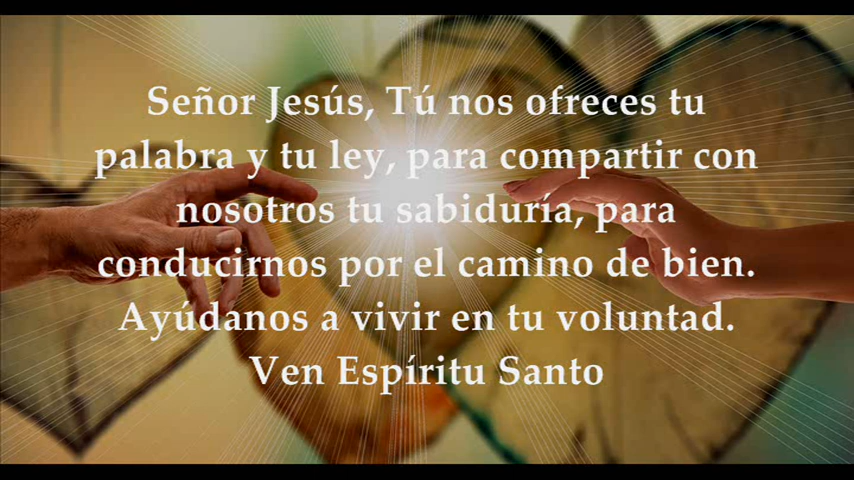 Señor Jesús, Tú nos ofreces tu
palabra y tu ley, para compartir con
nosotros tu sabiduría, para
conducirnos por el camino de bien.
Ayúdanos a vivir en tu voluntad.
Ven Espíritu Santo